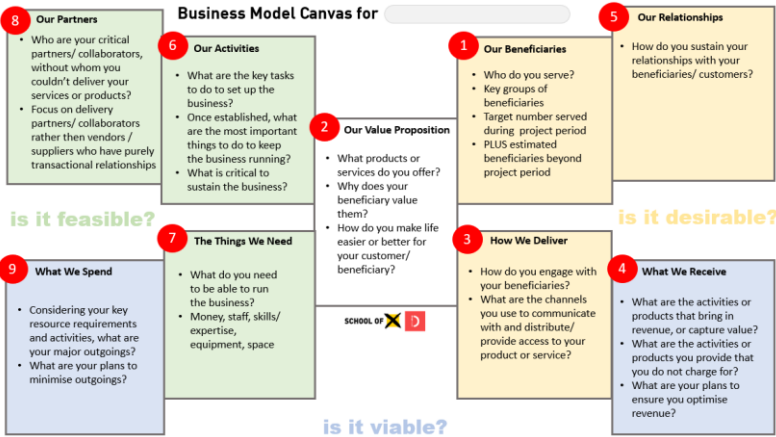 Business Model Canvas for
8
Our Partners
• Who are your critical
partners/ collaborators,
without whom you
couldn't deliver your
services or products?
• Focus on delivery
partners/ collaborators
rather then vendors /
suppliers who have purely
transactional relationships
6
Our Activities
• What are the key tasks
to do to set up the
business?
• Once established, what
are the most important
things to do to keep
the business running?
• What is critical to
sustain the business?
2
Our Value Proposition
• What products or
services do you offer?
• Why does your
beneficiary value
them?
• How do you make life
easier or better for
your customer/
beneficiary?
SCHOOL OF X D
1
Our Beneficiaries
• Who do you serve?
• Key groups of
beneficiaries
• Target number served
during project period
• PLUS estimated
beneficiaries beyond
project period
5
Our Relationships
• How do you sustain your
relationships with your
beneficiaries/ customers?
is it feasible?
is it desirable?
9
What We Spend
• Considering your key
resource requirements
and activities, what are
your major outgoings?
• What are your plans to
minimise outgoings?
7
The Things We Need
• What do you need
to be able to run
the business?
• Money, staff, skills/
expertise,
equipment, space
3
How We Deliver
• How do you engage with
your beneficiaries?
• What are the channels
you use to communicate
with and distribute/
provide access to your
product or service?
4
What We Receive
• What are the activities or
products that bring in
revenue, or capture value?
• What are the activities or
products you provide that
you do not charge for?
• What are your plans to
ensure you optimise
revenue?
is it viable?